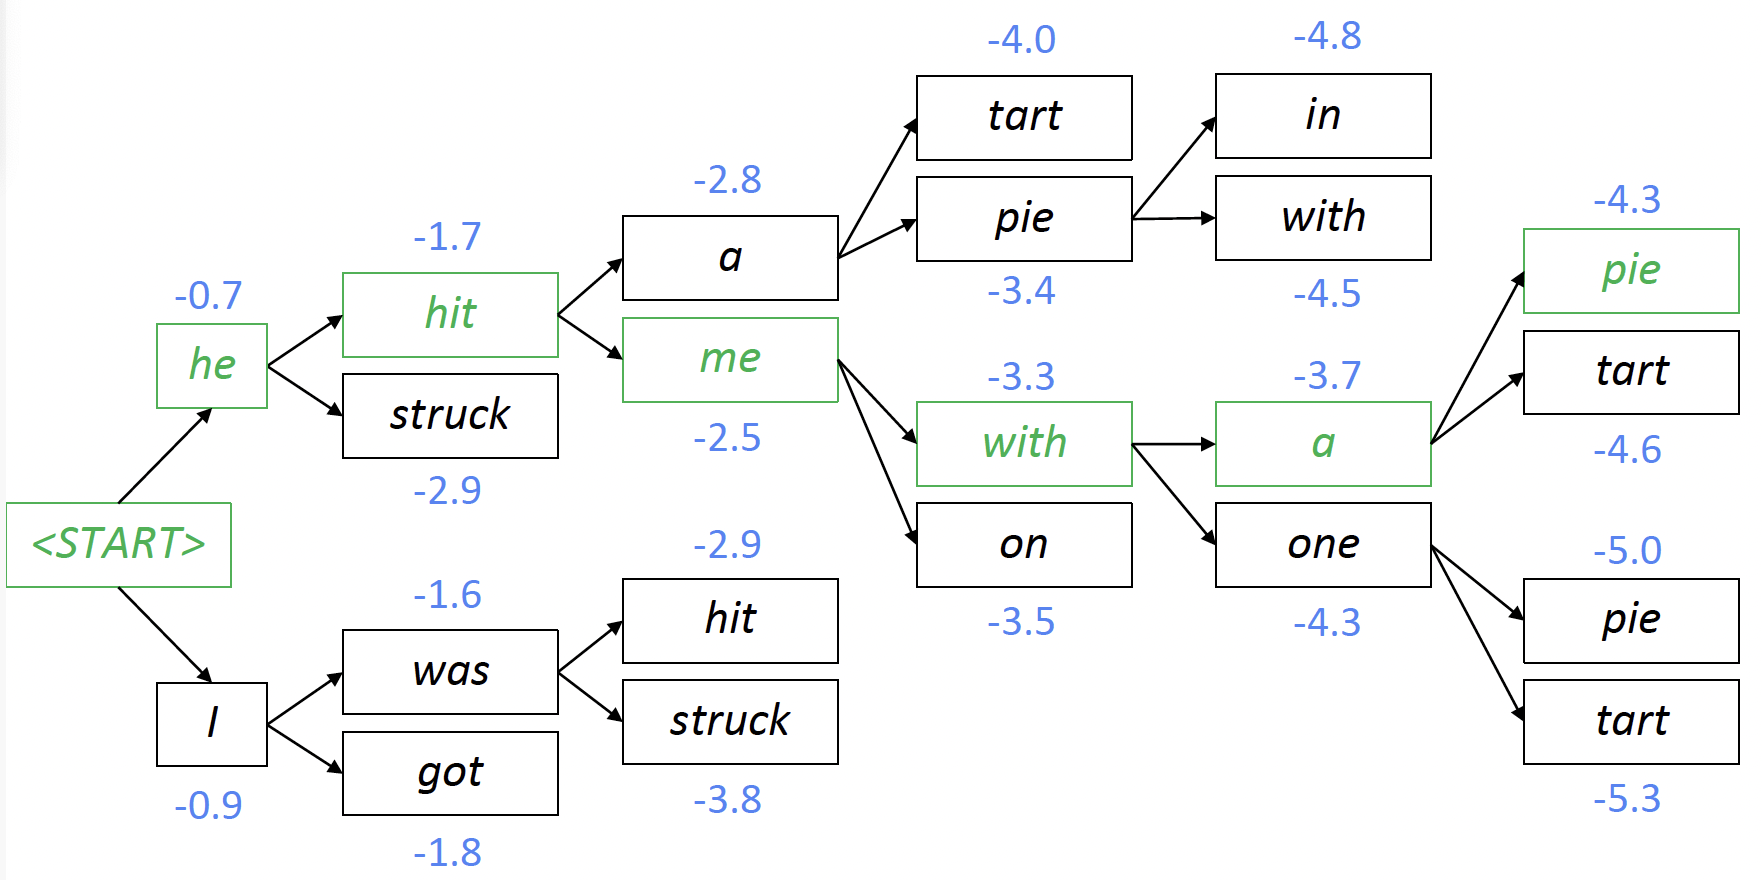 <START>
-0.7
he
I
-0.9
-1.7
hit
struck
-2.9
-1.6
was
got
-1.8
-2.8
a
me
-2.5
-2.9
hit
struck
-3.8
-4.0
tart
pie
-3.4
-3.3
with
on
-3.5
-4.8
in
with
-4.5
-3.7
a
one
-4.3
-4.3
pie
tart
-4.6
-5.0
pie
tart
-5.3